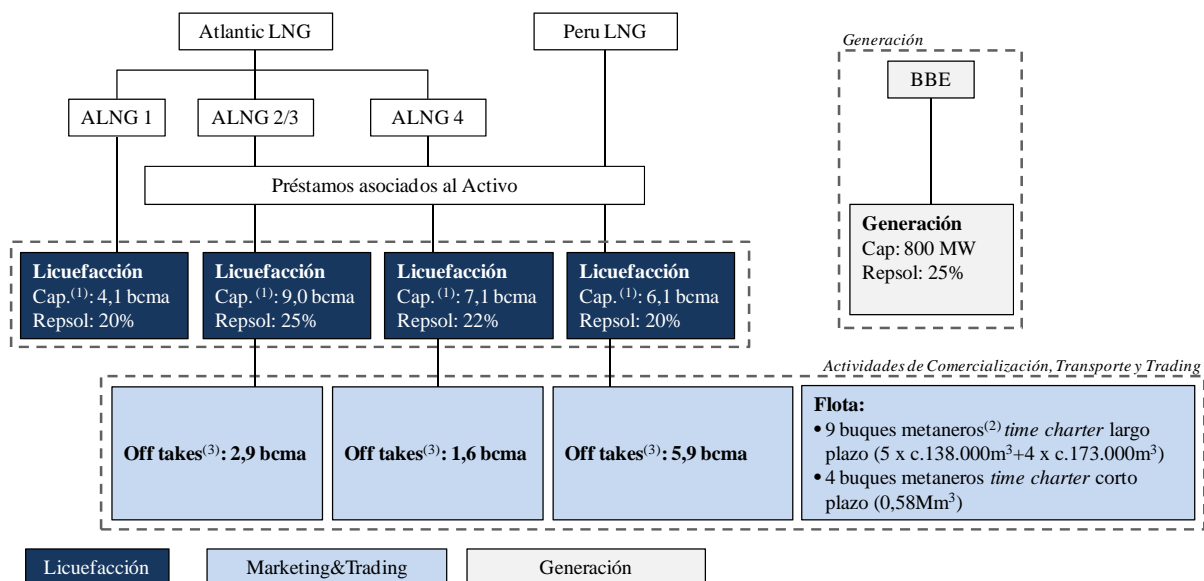 Atlantic LNG
Peru LNG
Generación
BBE
ALNG 1
ALNG 2/3
ALNG 4
Préstamos asociados al Activo
Generación
Cap: 800 MW
Repsol: 25%
Licuefacción
Cap.(1): 4,1 bcma
Repsol: 20%
Licuefacción
Cap.(1): 9,0 bcma
Repsol: 25%
Licuefacción
Cap.(1): 7,1 bcma
Repsol: 22%
Licuefacción
Cap.(1): 6,1 bcma
Repsol: 20%
Actividades de Comercialización, Transporte y Trading
Off takes(3): 2,9 bcma
Off takes(3): 1,6 bcma
Off takes(3): 5,9 bcma
Flota:
• 9 buques metaneros(2) time charter largo
plazo (5 x c.138.000m3+4 x c.173.000m3)
• 4 buques metaneros time charter corto
plazo (0,58Mm3)
Licuefacción
Marketing&Trading
Generación